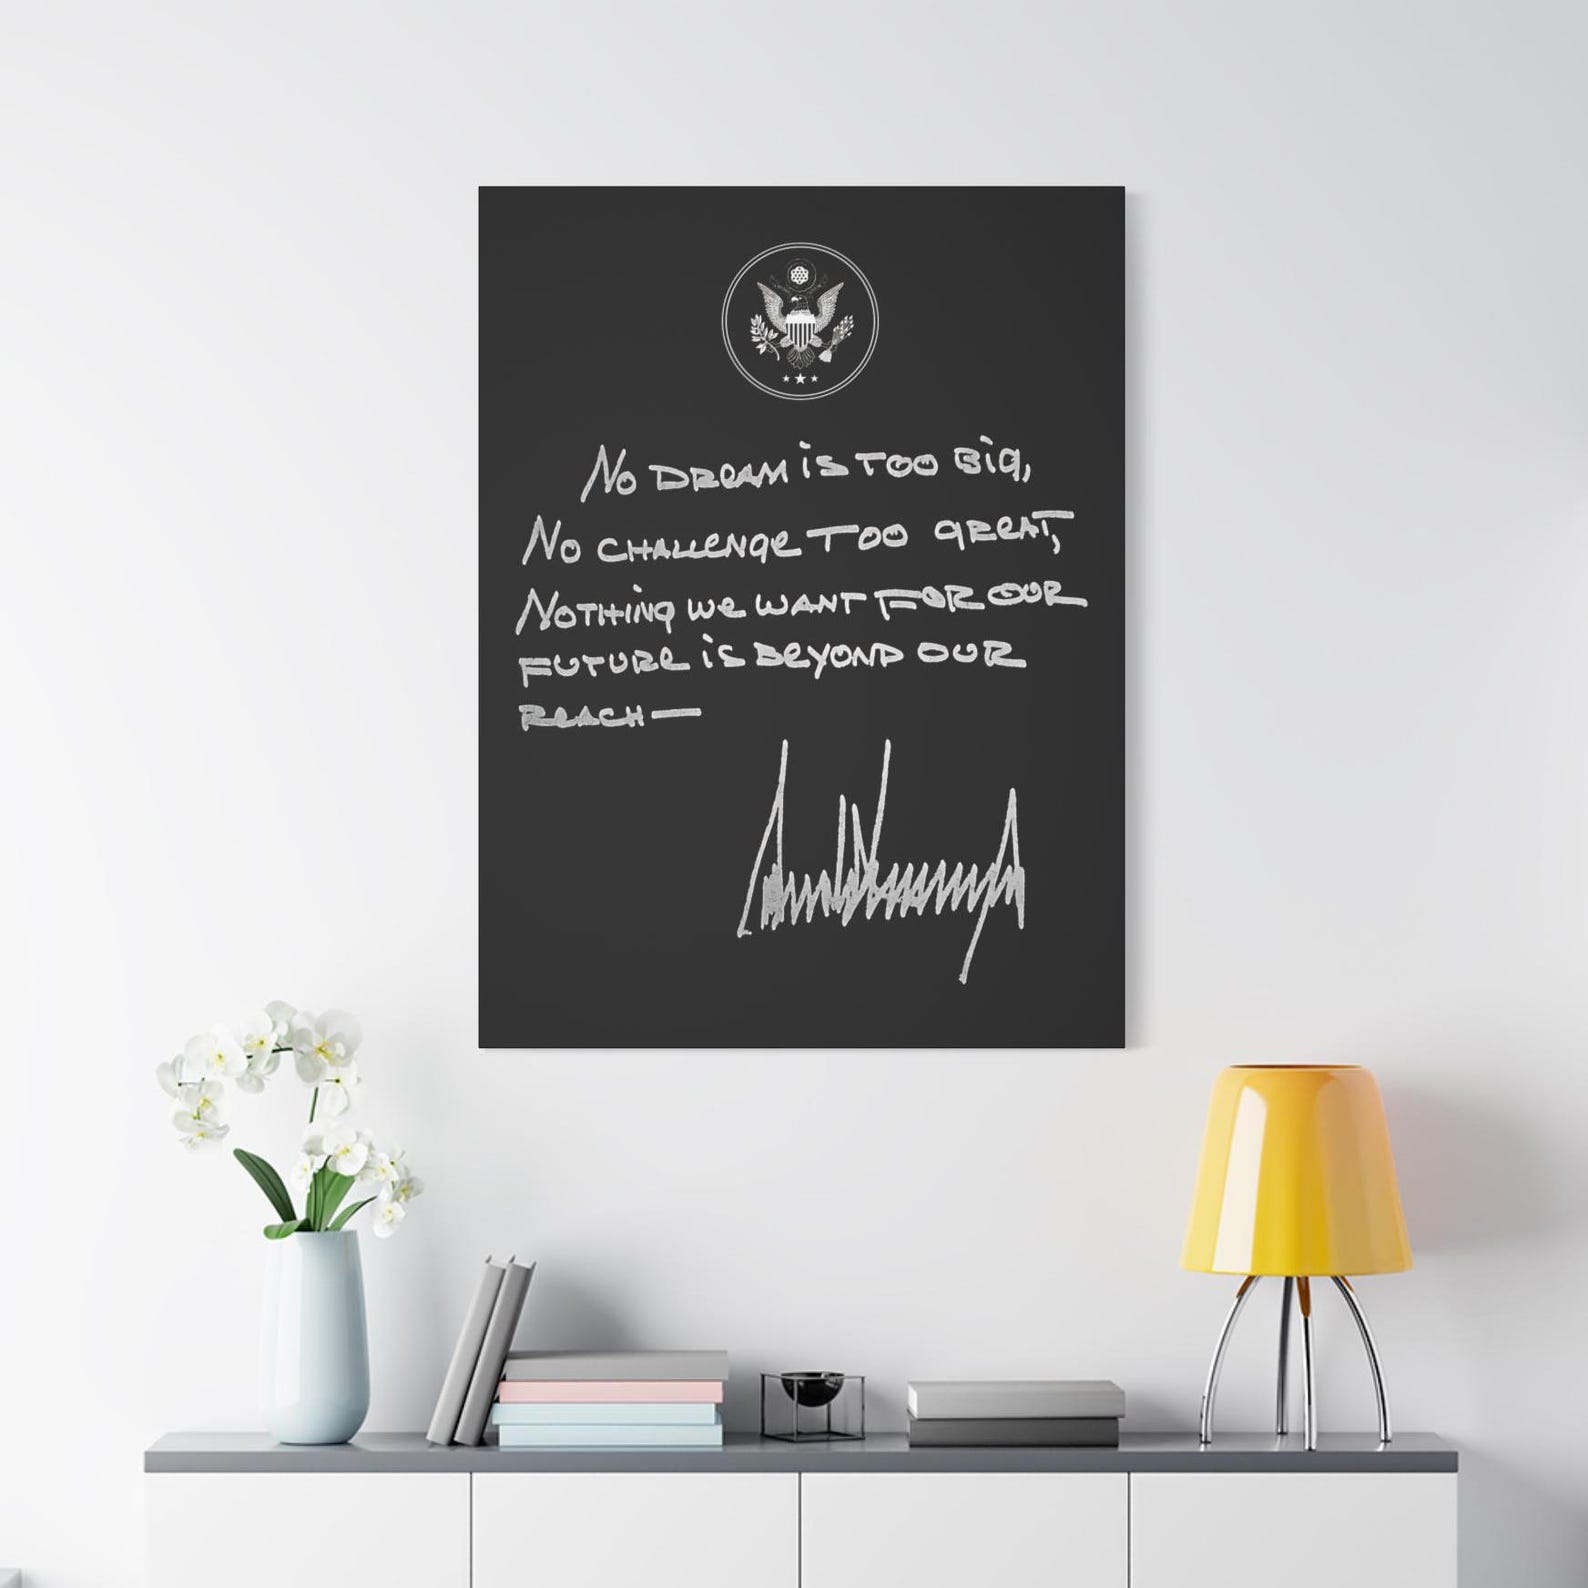 No DReam is Too Big,
No CHALLeNge Too gReaT,
NoTHing we waNT FoR ouR
FuTuRe is BeyoND ouR
ReacH—